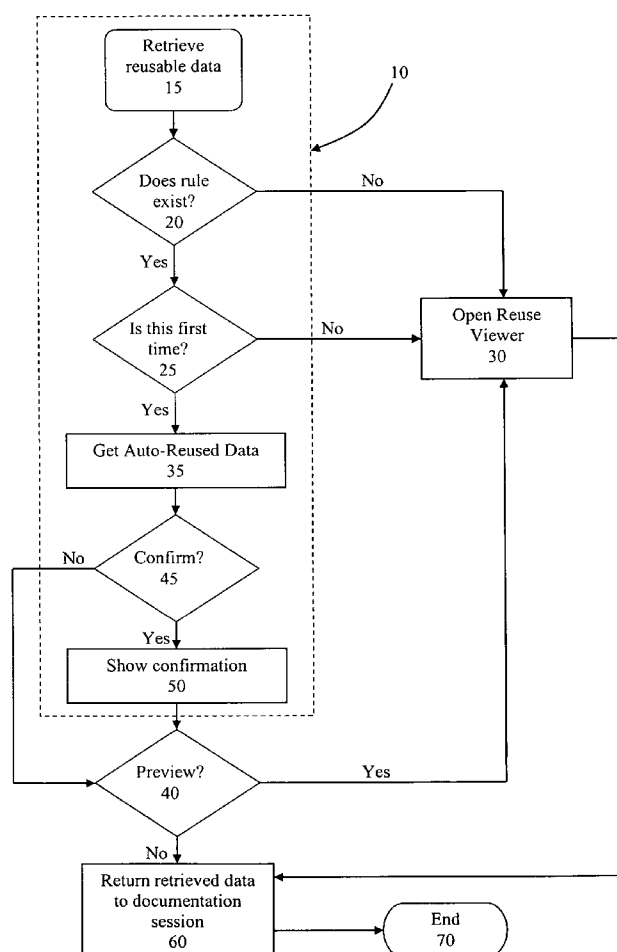 Retrieve
reusable data
15
10
Does rule
exist?
20
No
Yes
Is this first
time?
25
No
Open Reuse
Viewer
30
Yes
Get Auto-Reused Data
35
No
Confirm?
45
Yes
Show confirmation
50
Preview?
40
Yes
No
Return retrieved data
to documentation
session
60
End
70